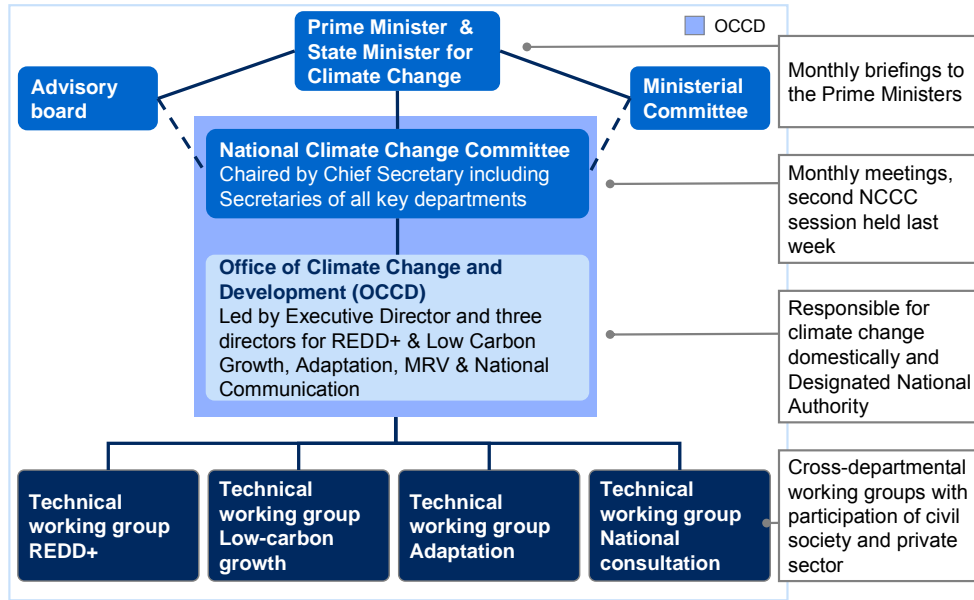 Prime Minister &
State Minister for
Climate Change
OCCD
Advisory
board
Ministerial
Committee
Monthly briefings to
the Prime Ministers
National Climate Change Committee
Chaired by Chief Secretary including
Secretaries of all key departments
Monthly meetings,
second NCCC
session held last
week
Office of Climate Change and
Development (OCCD)
Led by Executive Director and three
directors for REDD+ & Low Carbon
Growth, Adaptation, MRV & National
Communication
Responsible for
climate change
domestically and
Designated National
Authority
Technical
working group
REDD+
Technical
working group
Low-carbon
growth
Technical
working group
Adaptation
Technical
working group
National
consultation
Cross-departmental
working groups with
participation of civil
society and private
sector